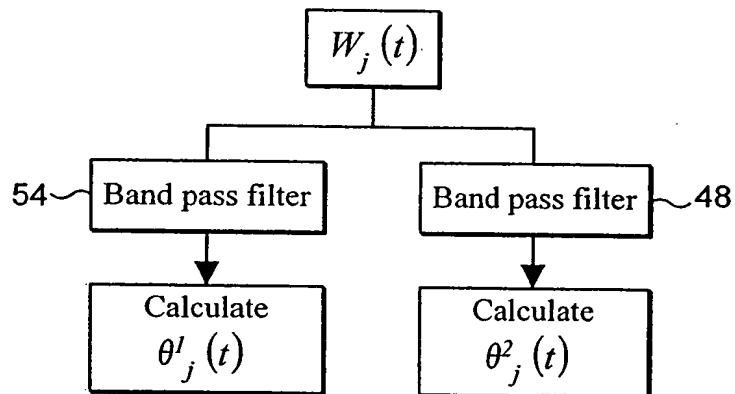 W_j (t)
54 Band pass filter
Band pass filter 48
Calculate
θ^1_j (t)
Calculate
θ^2_j (t)